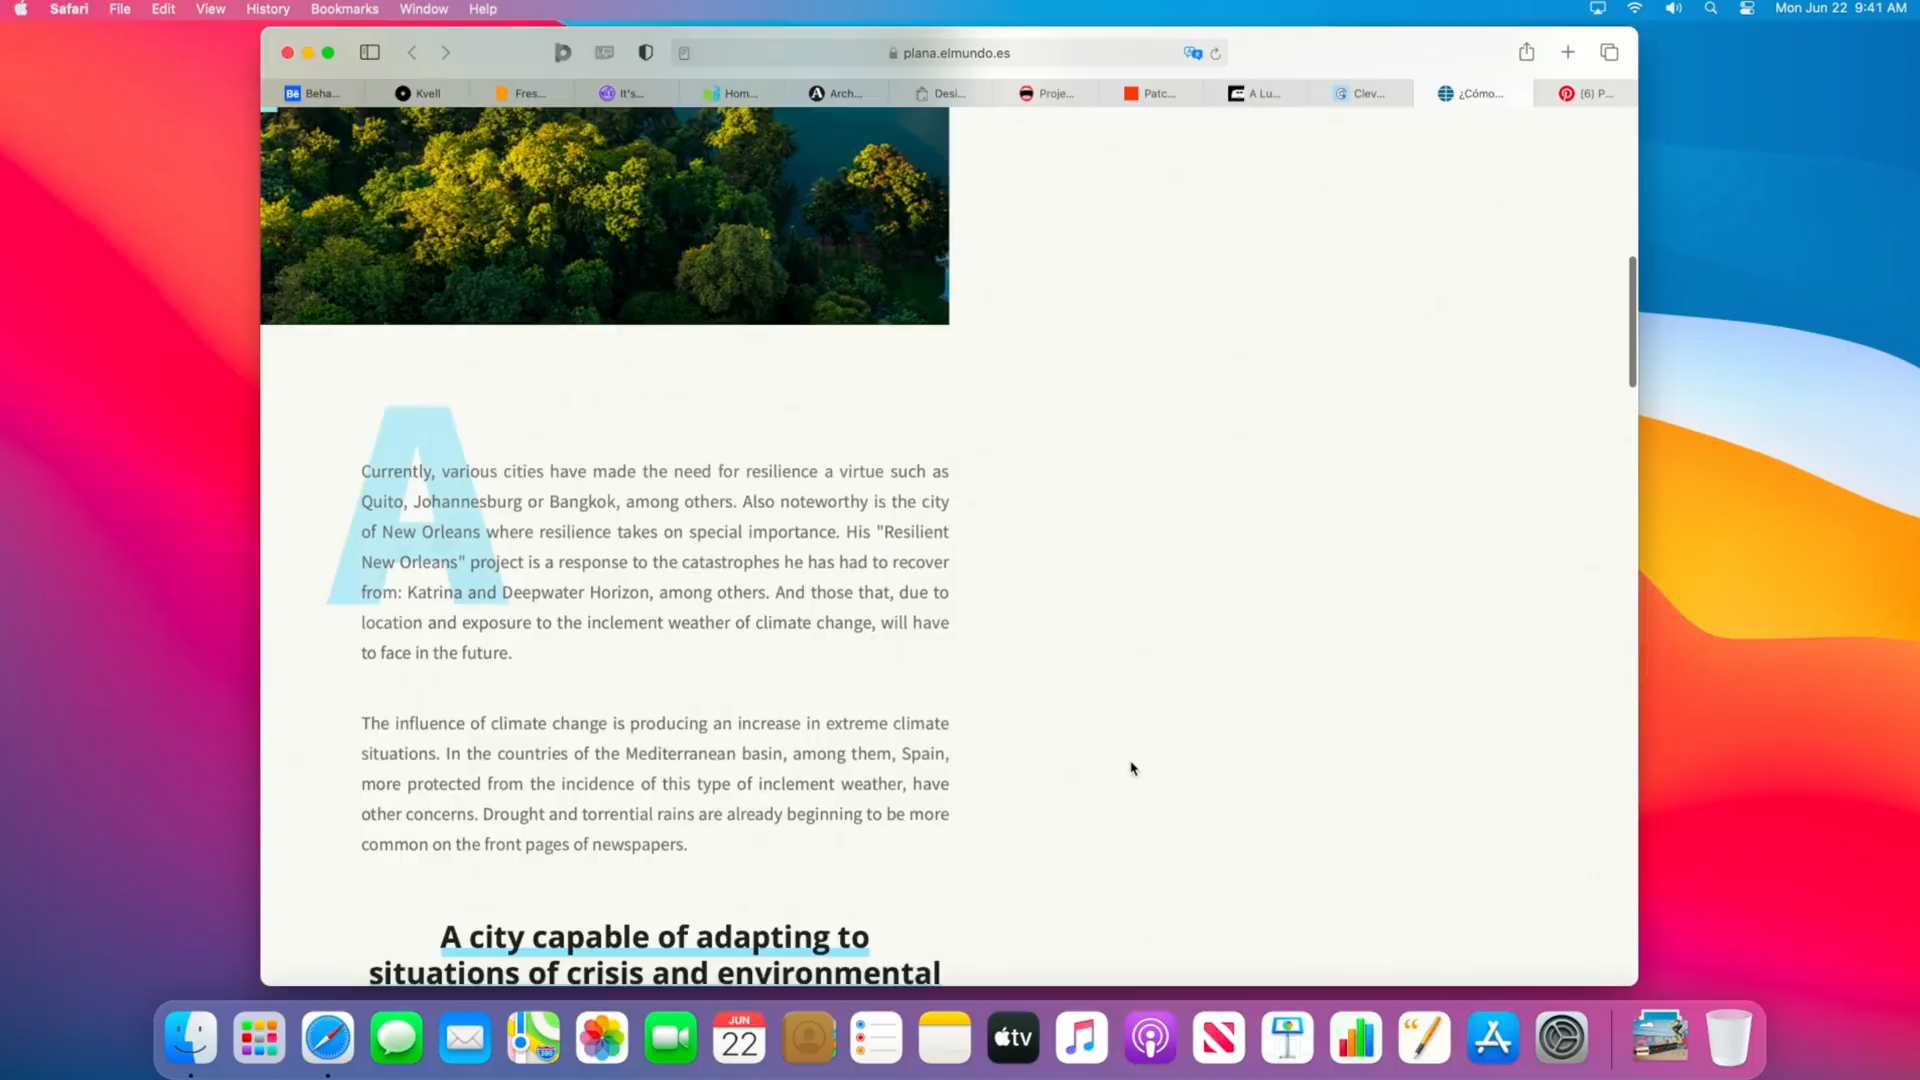 Safari File Edit View History Bookmarks Window Help Mon Jun 22 9:41 AM
plana.elmundo.es
Bē Beha... Kvell Fres... It's... Hom... Arch... Desi... Proje... Patc... A Lu... Clev... ¿Cómo... (6) P...
A
Currently, various cities have made the need for resilience a virtue such as
Quito, Johannesburg or Bangkok, among others. Also noteworthy is the city
of New Orleans where resilience takes on special importance. His "Resilient
New Orleans" project is a response to the catastrophes he has had to recover
from: Katrina and Deepwater Horizon, among others. And those that, due to
location and exposure to the inclement weather of climate change, will have
to face in the future.
The influence of climate change is producing an increase in extreme climate
situations. In the countries of the Mediterranean basin, among them, Spain,
more protected from the incidence of this type of inclement weather, have
other concerns. Drought and torrential rains are already beginning to be more
common on the front pages of newspapers.
A city capable of adapting to
situations of crisis and environmental
JUN
22
tv
280